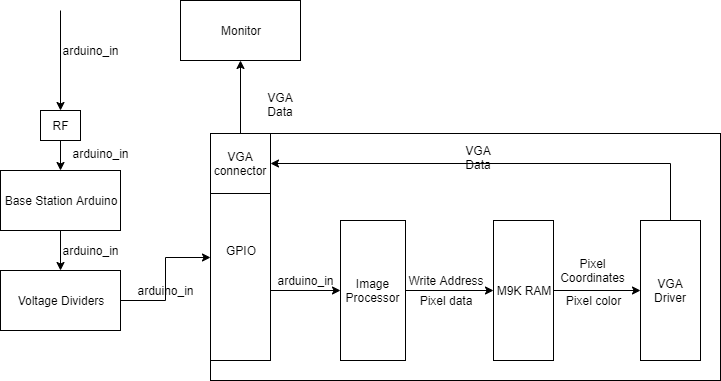 Monitor
arduino_in
VGA
Data
RF
arduino_in
VGA
connector
VGA
Data
Base Station Arduino
arduino_in
GPIO
Pixel
Coordinates
arduino_in
Write Address
Image
Processor
M9K RAM
VGA
Driver
arduino_in
Voltage Dividers
Pixel data
Pixel color